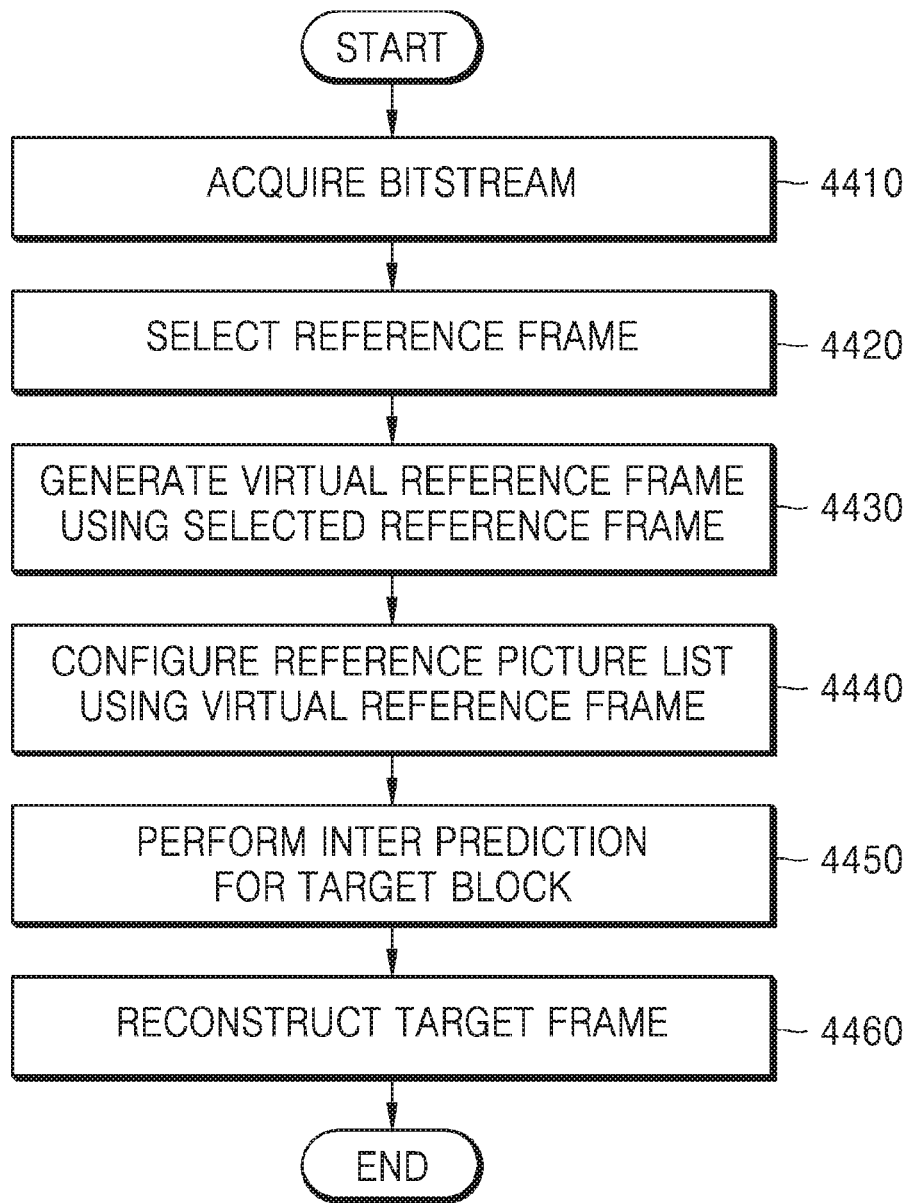 START
ACQUIRE BITSTREAM
4410
SELECT REFERENCE FRAME
4420
GENERATE VIRTUAL REFERENCE FRAME
USING SELECTED REFERENCE FRAME
4430
CONFIGURE REFERENCE PICTURE LIST
USING VIRTUAL REFERENCE FRAME
4440
PERFORM INTER PREDICTION
FOR TARGET BLOCK
4450
RECONSTRUCT TARGET FRAME
4460
END